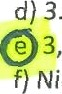 d) 3.
e) 3,
f) Ni